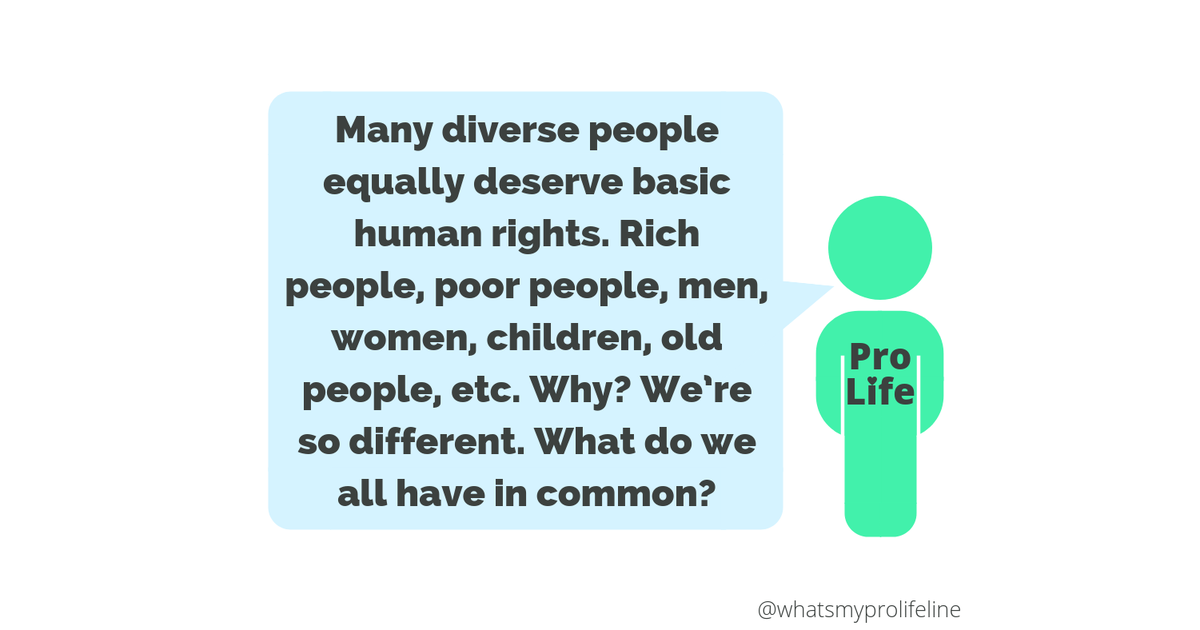 Many diverse people
equally deserve basic
human rights. Rich
people, poor people, men,
women, children, old
people, etc. Why? We're
so different. What do we
all have in common?
Pro
Life
@whatsmyprolifeline